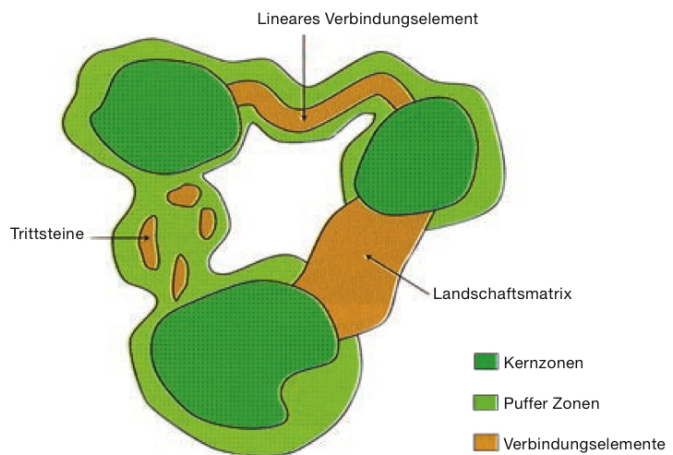 Lineares Verbindungselement
Trittsteine
Landschaftsmatrix
Kernzonen
Puffer Zonen
Verbindungselemente